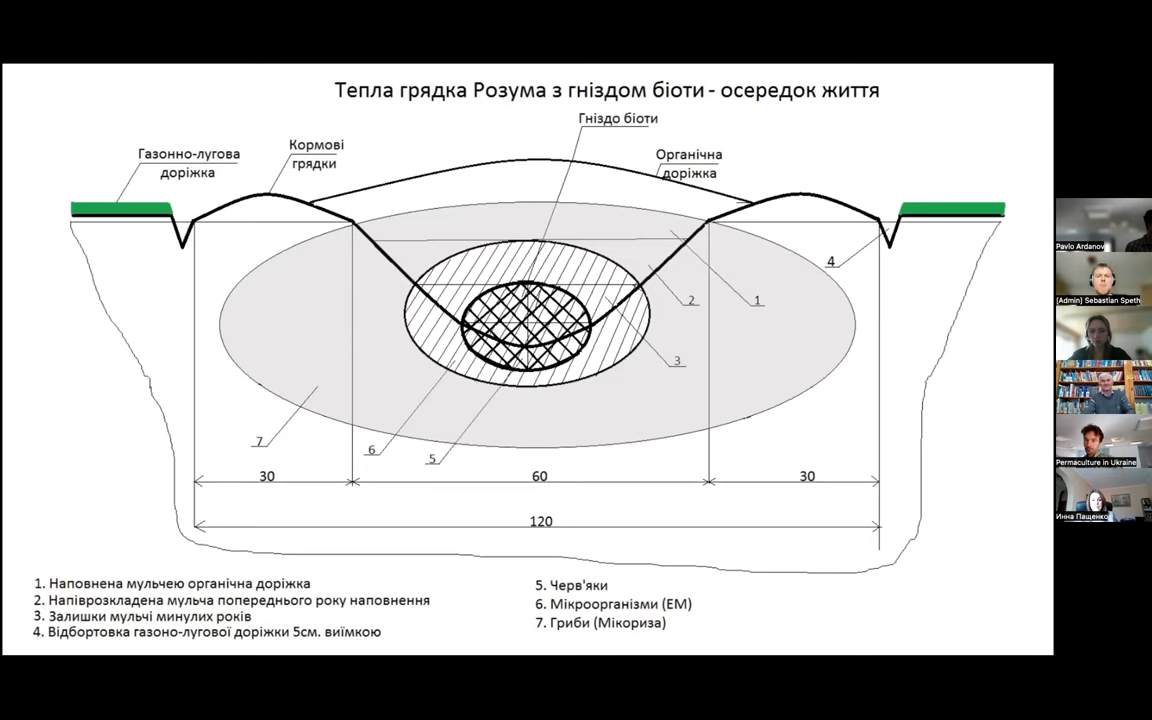 Тепла грядка Розума з гніздом біоти - осередок життя
Гніздо біоти
Кормові
грядки
Газонно-лугова
доріжка
Органічна
доріжка
4
2
1
3
7
6
5
30
60
30
120
1. Наповнена мульчею органічна доріжка
2. Напіврозкладена мульча попереднього року наповнення
3. Залишки мульчі минулих років
4. Відбортовка газоно-лугової доріжки 5см. виїмкою
5. Черв'яки
6. Мікроорганізми (ЕМ)
7. Гриби (Мікориза)
Pavlo Ardanov
[Admin] Sebastian Speth
Permaculture in Ukraine
Инна Пащенко